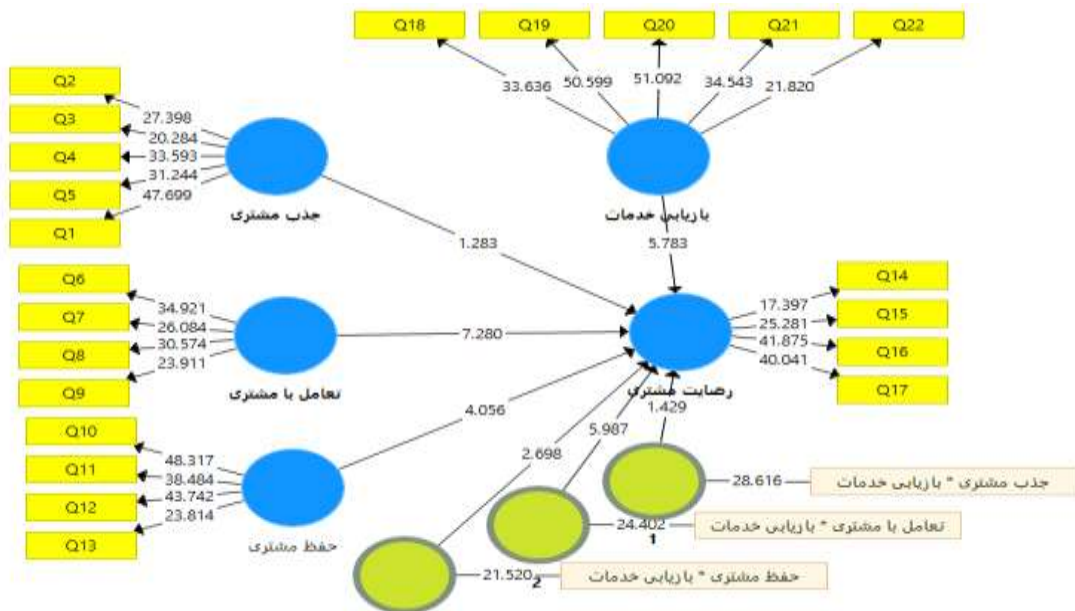 Q18
Q19
Q20
Q21
Q22
33.636
50.599
51.092
34.543
21.820
Q2
Q3
Q4
Q5
Q1
27.398
20.284
33.593
31.244
47.699
جذب مشتری
بازیابی خدمات
1.283
5.783
Q6
Q7
Q8
Q9
34.921
26.084
30.574
23.911
تعامل با مشتری
7.280
رضایت مشتری
Q14
Q15
Q16
Q17
17.397
25.281
41.875
40.041
Q10
Q11
Q12
Q13
48.317
38.484
43.742
23.814
حفظ مشتری
4.056
2.698
5.987
1.429
28.616
جذب مشتری * بازیابی خدمات
24.402
1
تعامل با مشتری * بازیابی خدمات
21.520
2
حفظ مشتری * بازیابی خدمات